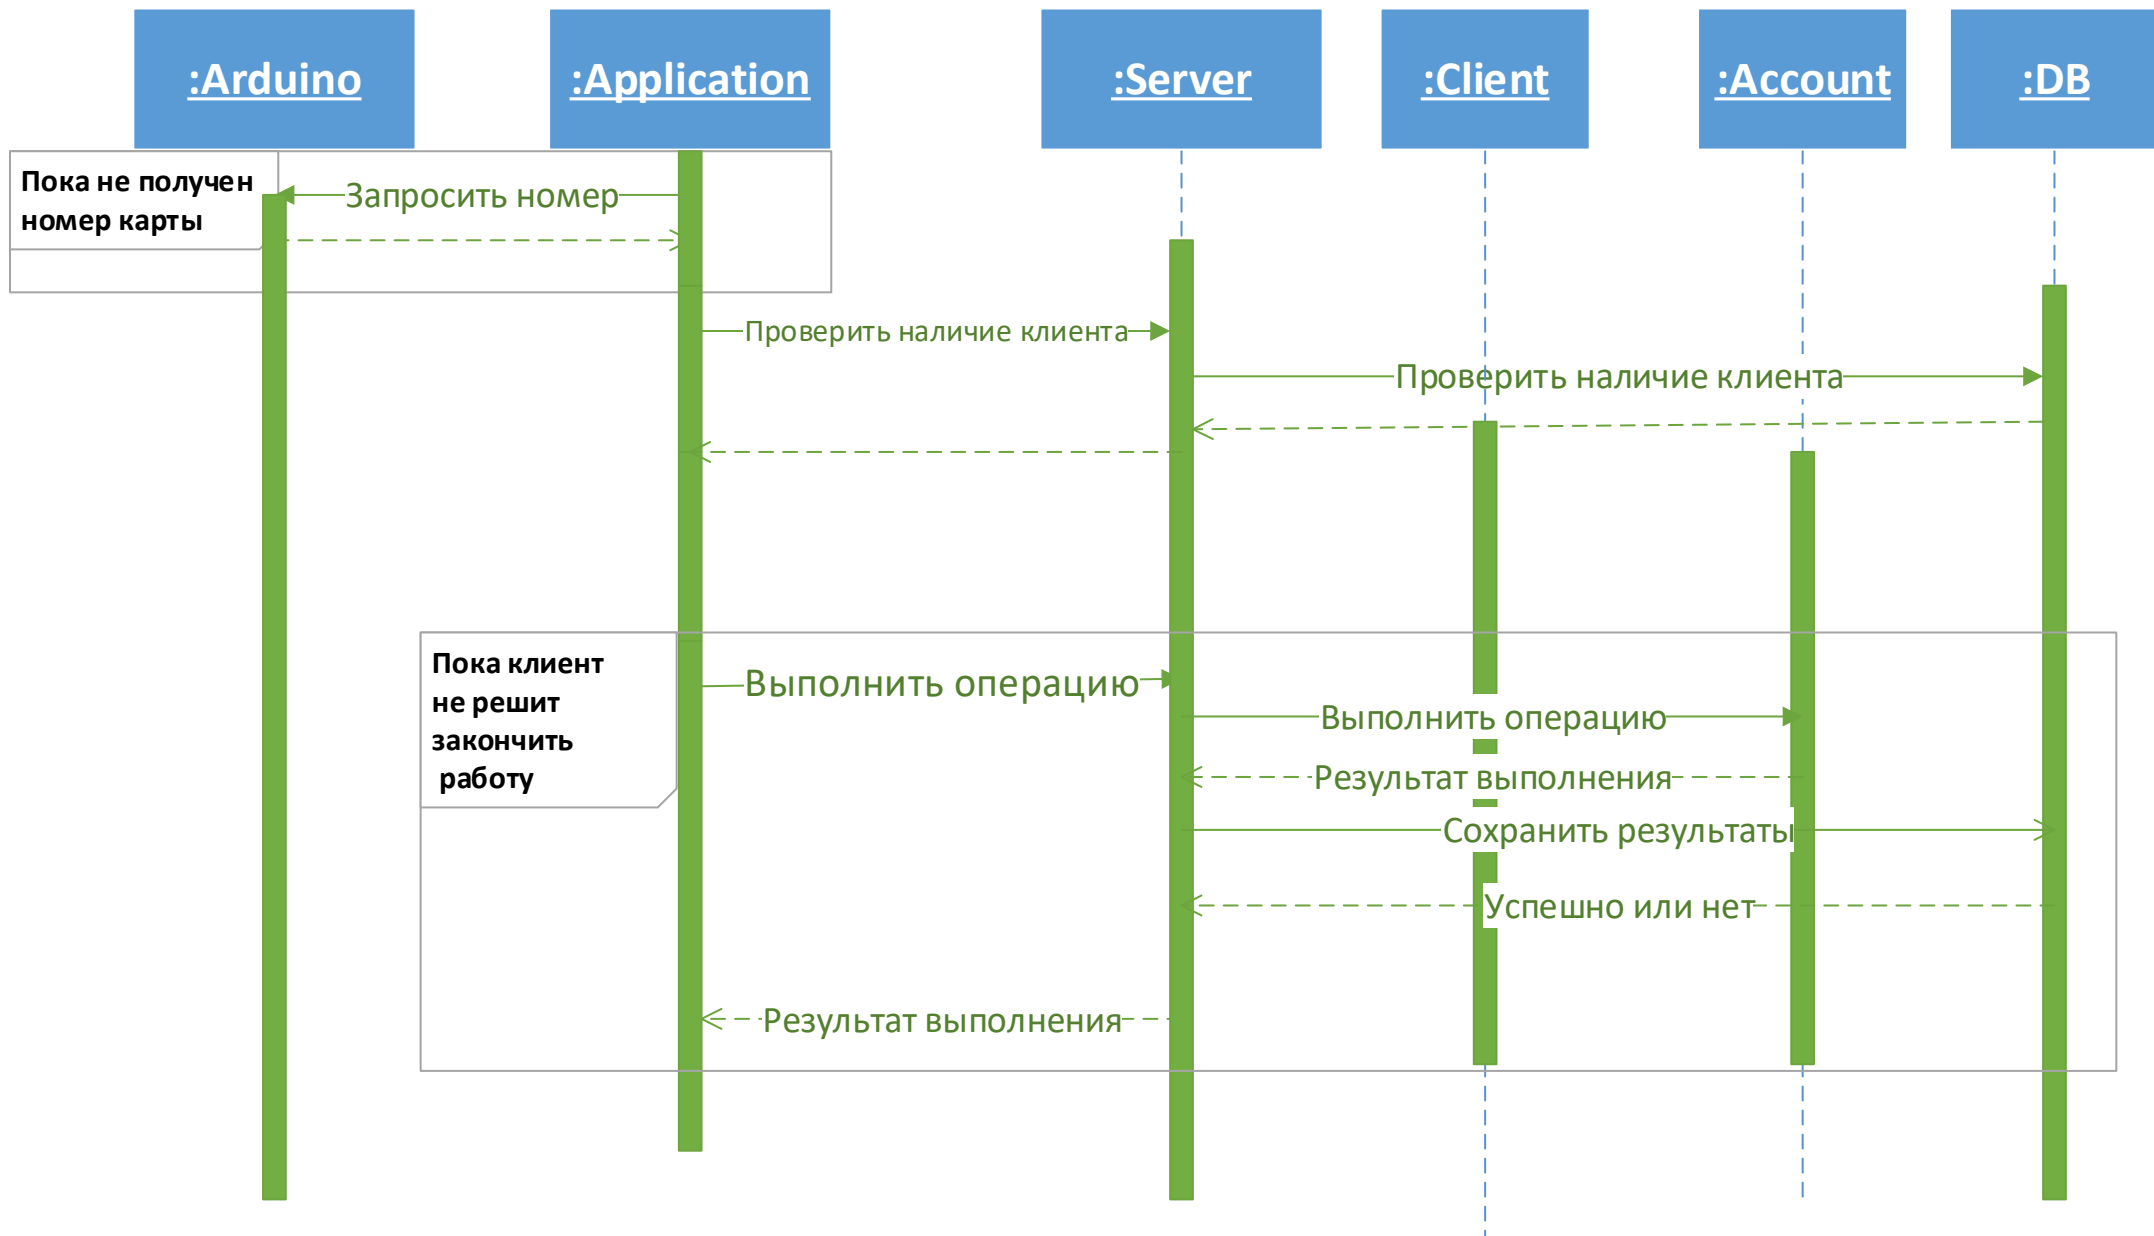 :Arduino
:Application
:Server
:Client
:Account
:DB
Пока не получен
номер карты
Запросить номер
Проверить наличие клиента
Проверить наличие клиента
Пока клиент
не решит
закончить
работу
Выполнить операцию
Выполнить операцию
Результат выполнения
Сохранить результаты
Успешно или нет
Результат выполнения